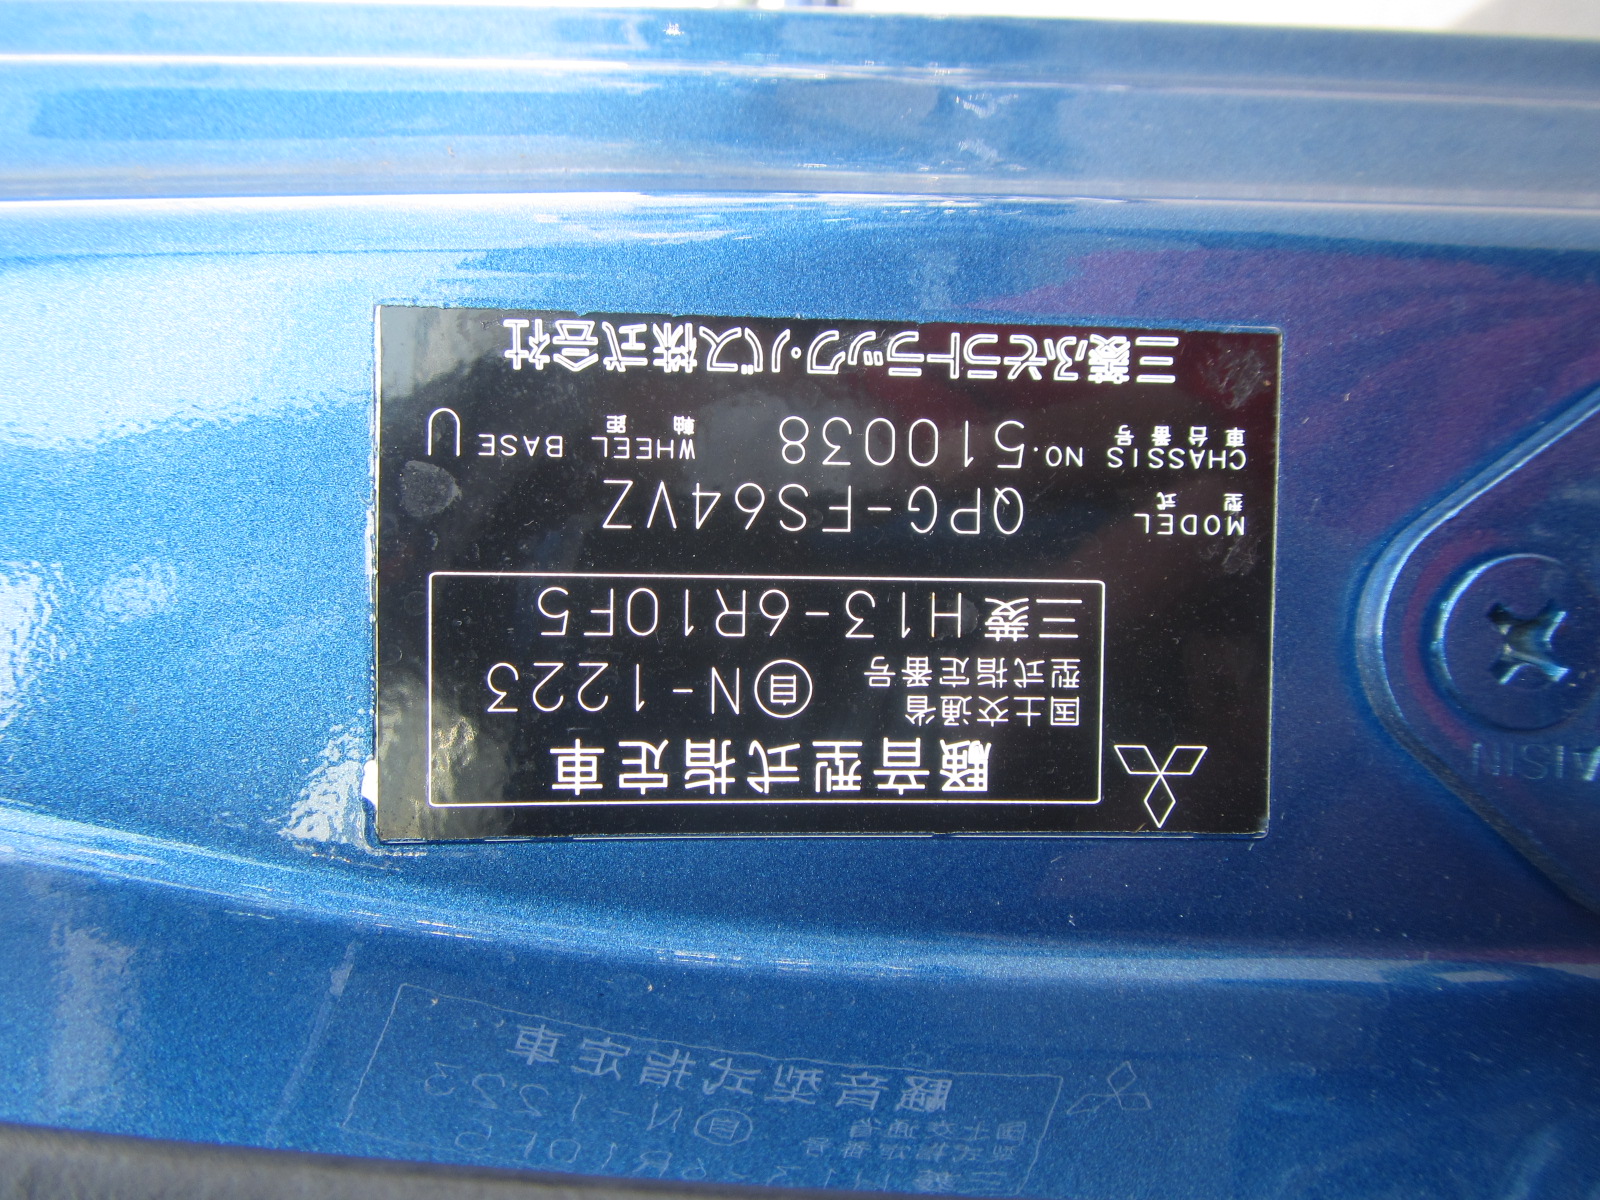 騒音型式指定車
国土交通省
型式指定番号 自N-1223
三菱 H13-6R10F5
MODEL
型式 QPG-FS64VZ
CHASSIS NO. 510038 WHEEL BASE U
車台番号 軸距
三菱ふそうトラック・バス株式会社
AISIN